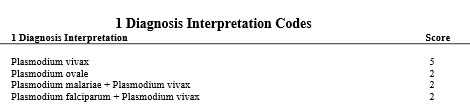 1 Diagnosis Interpretation Codes
1 Diagnosis Interpretation Score
Plasmodium vivax 5
Plasmodium ovale 2
Plasmodium malariae + Plasmodium vivax 2
Plasmodium falciparum + Plasmodium vivax 2